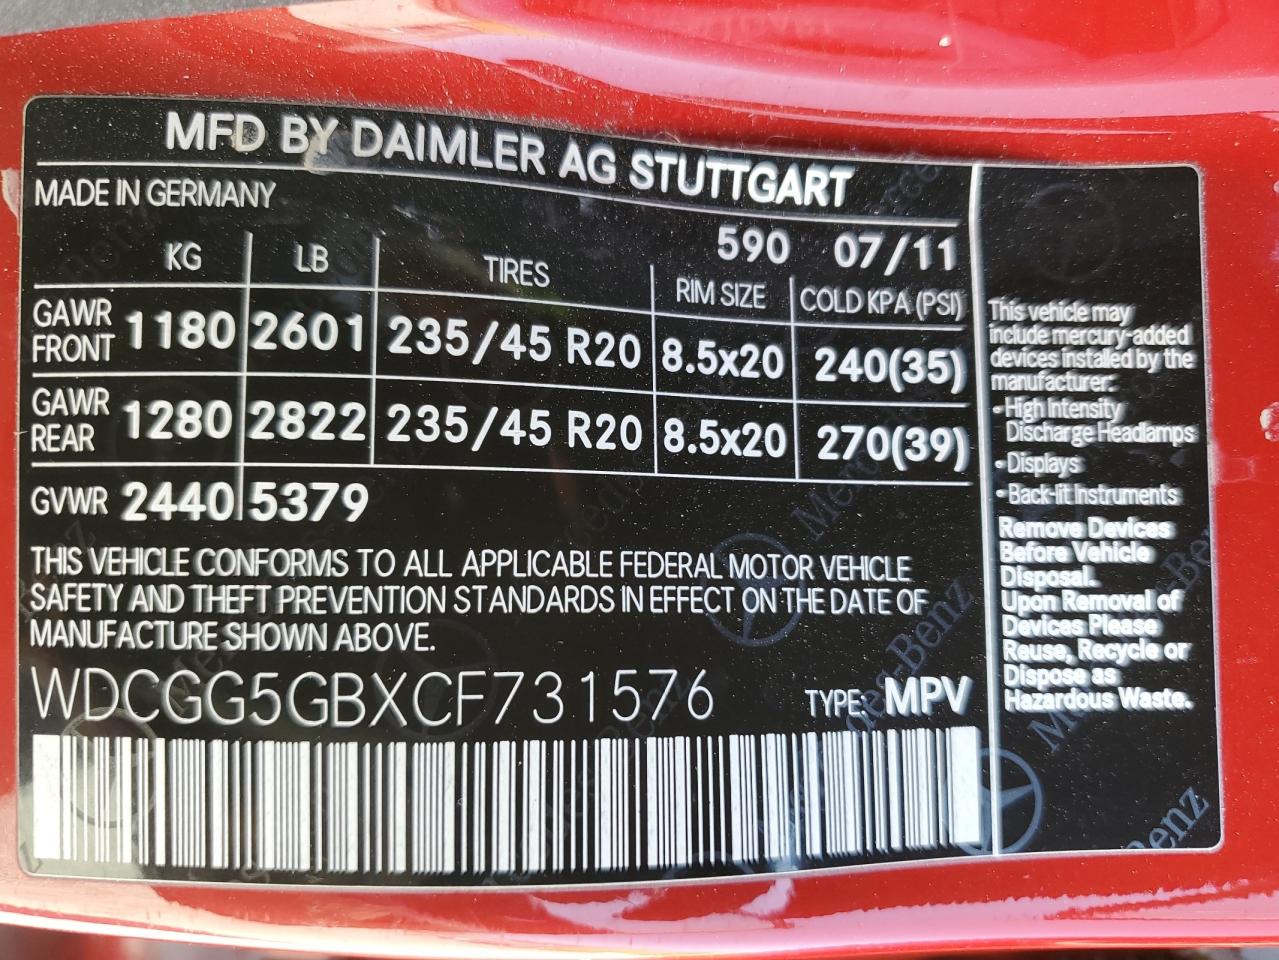 MFD BY DAIMLER AG STUTTGART
MADE IN GERMANY
590 07/11
KG LB TIRES RIM SIZE COLD KPA (PSI)
GAWR FRONT 1180 2601 235/45 R20 8.5x20 240(35)
GAWR REAR 1280 2822 235/45 R20 8.5x20 270(39)
GVWR 2440 5379
THIS VEHICLE CONFORMS TO ALL APPLICABLE FEDERAL MOTOR VEHICLE
SAFETY AND THEFT PREVENTION STANDARDS IN EFFECT ON THE DATE OF
MANUFACTURE SHOWN ABOVE.
WDCGG5GBXCF731576 TYPE: MPV
This vehicle may
include mercury-added
devices installed by the
manufacturer:
• High Intensity
Discharge Headlamps
• Displays
• Back-lit Instruments
Remove Devices
Before Vehicle
Disposal.
Upon Removal of
Devices Please
Reuse, Recycle or
Dispose as
Hazardous Waste.